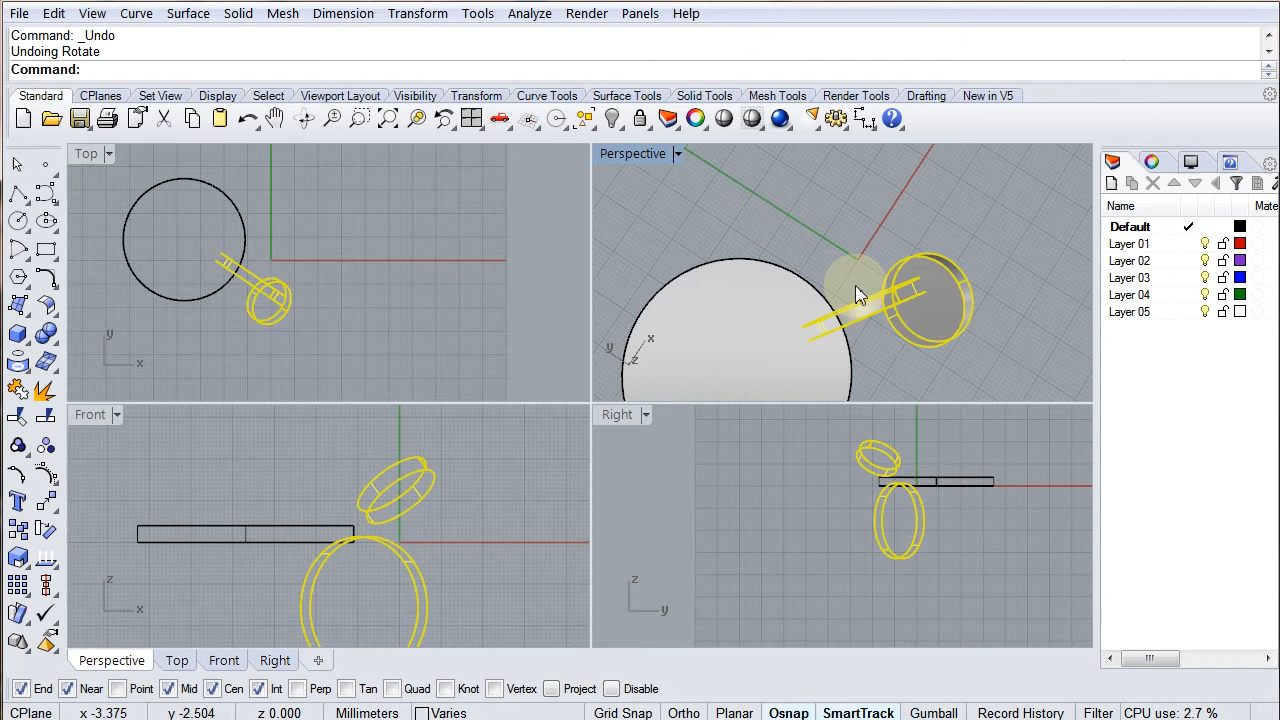 File Edit View Curve Surface Solid Mesh Dimension Transform Tools Analyze Render Panels Help
Command: _Undo
Undoing Rotate
Command:
Standard CPlanes Set View Display Select Viewport Layout Visibility Transform Curve Tools Surface Tools Solid Tools Mesh Tools Render Tools Drafting New in V5
Top
Perspective
y
x
y
x
z
Front
Right
z
x
z
y
Name Mate
Default
Layer 01
Layer 02
Layer 03
Layer 04
Layer 05
Perspective Top Front Right
End Near Point Mid Cen Int Perp Tan Quad Knot Vertex Project Disable
CPlane x -3.375 y -2.504 z 0.000 Millimeters Varies Grid Snap Ortho Planar Osnap SmartTrack Gumball Record History Filter CPU use: 2.7 %